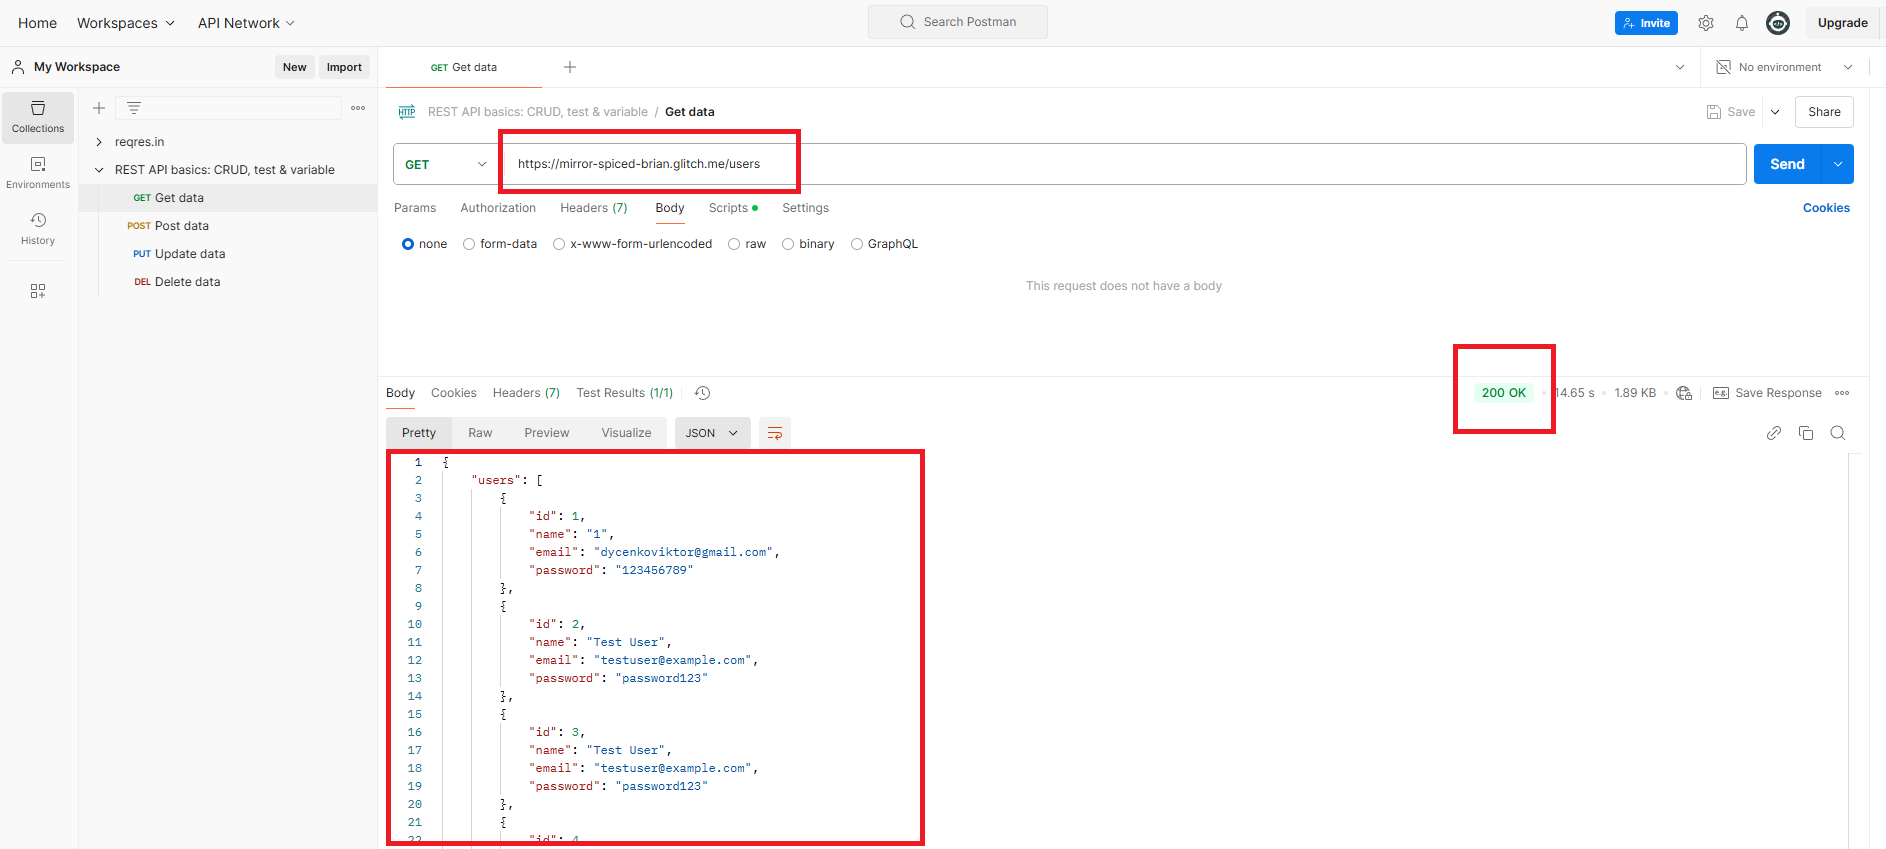 Home Workspaces API Network Search Postman Invite Upgrade
My Workspace New Import GET Get data No environment
Collections
Environments
History
reqres.in
REST API basics: CRUD, test & variable
GET Get data
POST Post data
PUT Update data
DEL Delete data
HTTP REST API basics: CRUD, test & variable / Get data Save Share
GET https://mirror-spiced-brian.glitch.me/users Send
Params Authorization Headers (7) Body Scripts Settings Cookies
none form-data x-www-form-urlencoded raw binary GraphQL
This request does not have a body
Body Cookies Headers (7) Test Results (1/1) 200 OK 14.65 s 1.89 KB e.g. Save Response
Pretty Raw Preview Visualize JSON
1 {
2 "users": [
3 {
4 "id": 1,
5 "name": "1",
6 "email": "dycenkoviktor@gmail.com",
7 "password": "123456789"
8 },
9 {
10 "id": 2,
11 "name": "Test User",
12 "email": "testuser@example.com",
13 "password": "password123"
14 },
15 {
16 "id": 3,
17 "name": "Test User",
18 "email": "testuser@example.com",
19 "password": "password123"
20 },
21 {
22 "id": 4